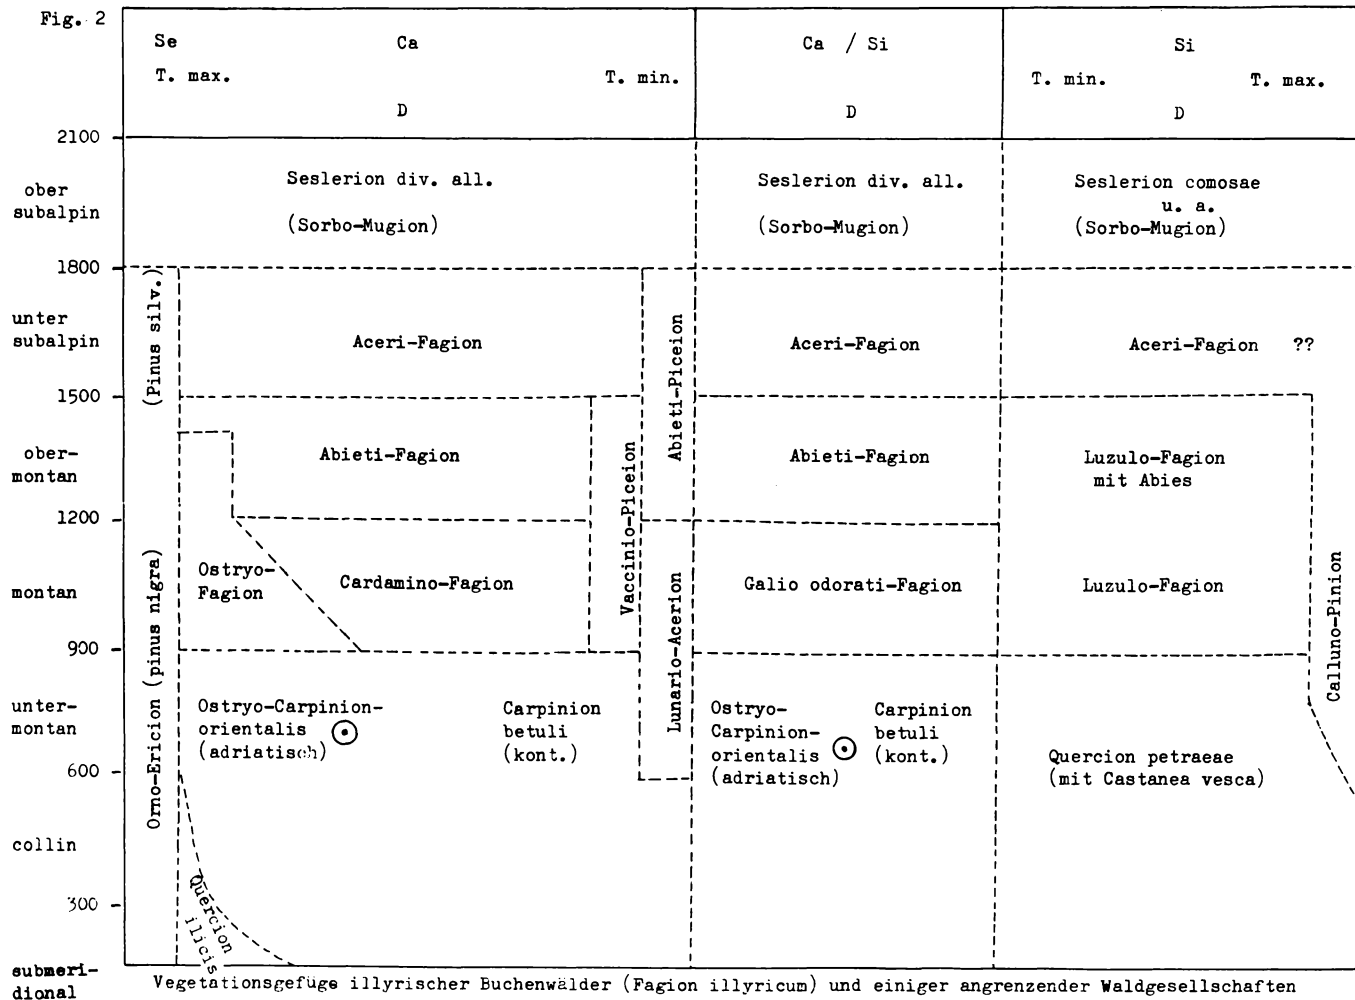 Fig. 2
Se Ca Ca / Si Si
T. max. T. min. T. min. T. max.
D D D
2100
ober
subalpin
Seslerion div. all. Seslerion div. all. Seslerion comosae
u. a.
(Sorbo-Mugion) (Sorbo-Mugion) (Sorbo-Mugion)
1800
unter
subalpin
Aceri-Fagion Aceri-Fagion Aceri-Fagion ??
1500
ober-
montan
Abieti-Fagion Abieti-Fagion Luzulo-Fagion
mit Abies
1200
montan
Ostryo-
Fagion
Cardamino-Fagion Galio odorati-Fagion Luzulo-Fagion
900
unter-
montan
Ostryo-Carpinion-
orientalis
(adriatisch)
Carpinion
betuli
(kont.)
Ostryo-
Carpinion-
orientalis
(adriatisch)
Carpinion
betuli
(kont.)
Quercion petraeae
(mit Castanea vesca)
600
collin
300
submeri-
dional
Orno-Ericion (pinus nigra) (Pinus silv.)
Quercion
ilicis
Vaccinio-Piceion
Abieti-Piceion
Lunario-Acerion
Calluno-Pinion
Vegetationsgefüge illyrischer Buchenwälder (Fagion illyricum) und einiger angrenzender Waldgesellschaften